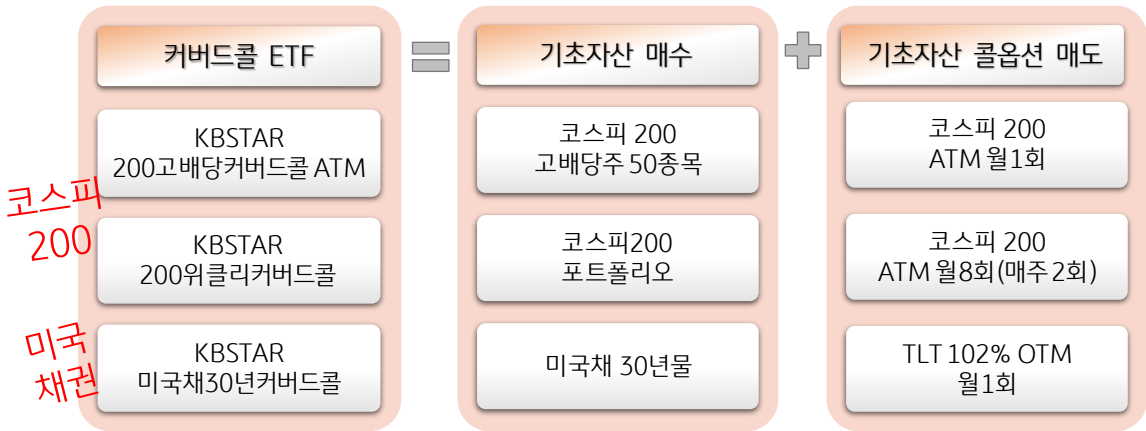 커버드콜 ETF
=
기초자산 매수
+
기초자산 콜옵션 매도
코스피
200
KBSTAR
200고배당커버드콜 ATM
코스피 200
고배당주 50종목
코스피 200
ATM 월1회
KBSTAR
200위클리커버드콜
코스피200
포트폴리오
코스피 200
ATM 월8회(매주 2회)
미국
채권
KBSTAR
미국채30년커버드콜
미국채 30년물
TLT 102% OTM
월1회